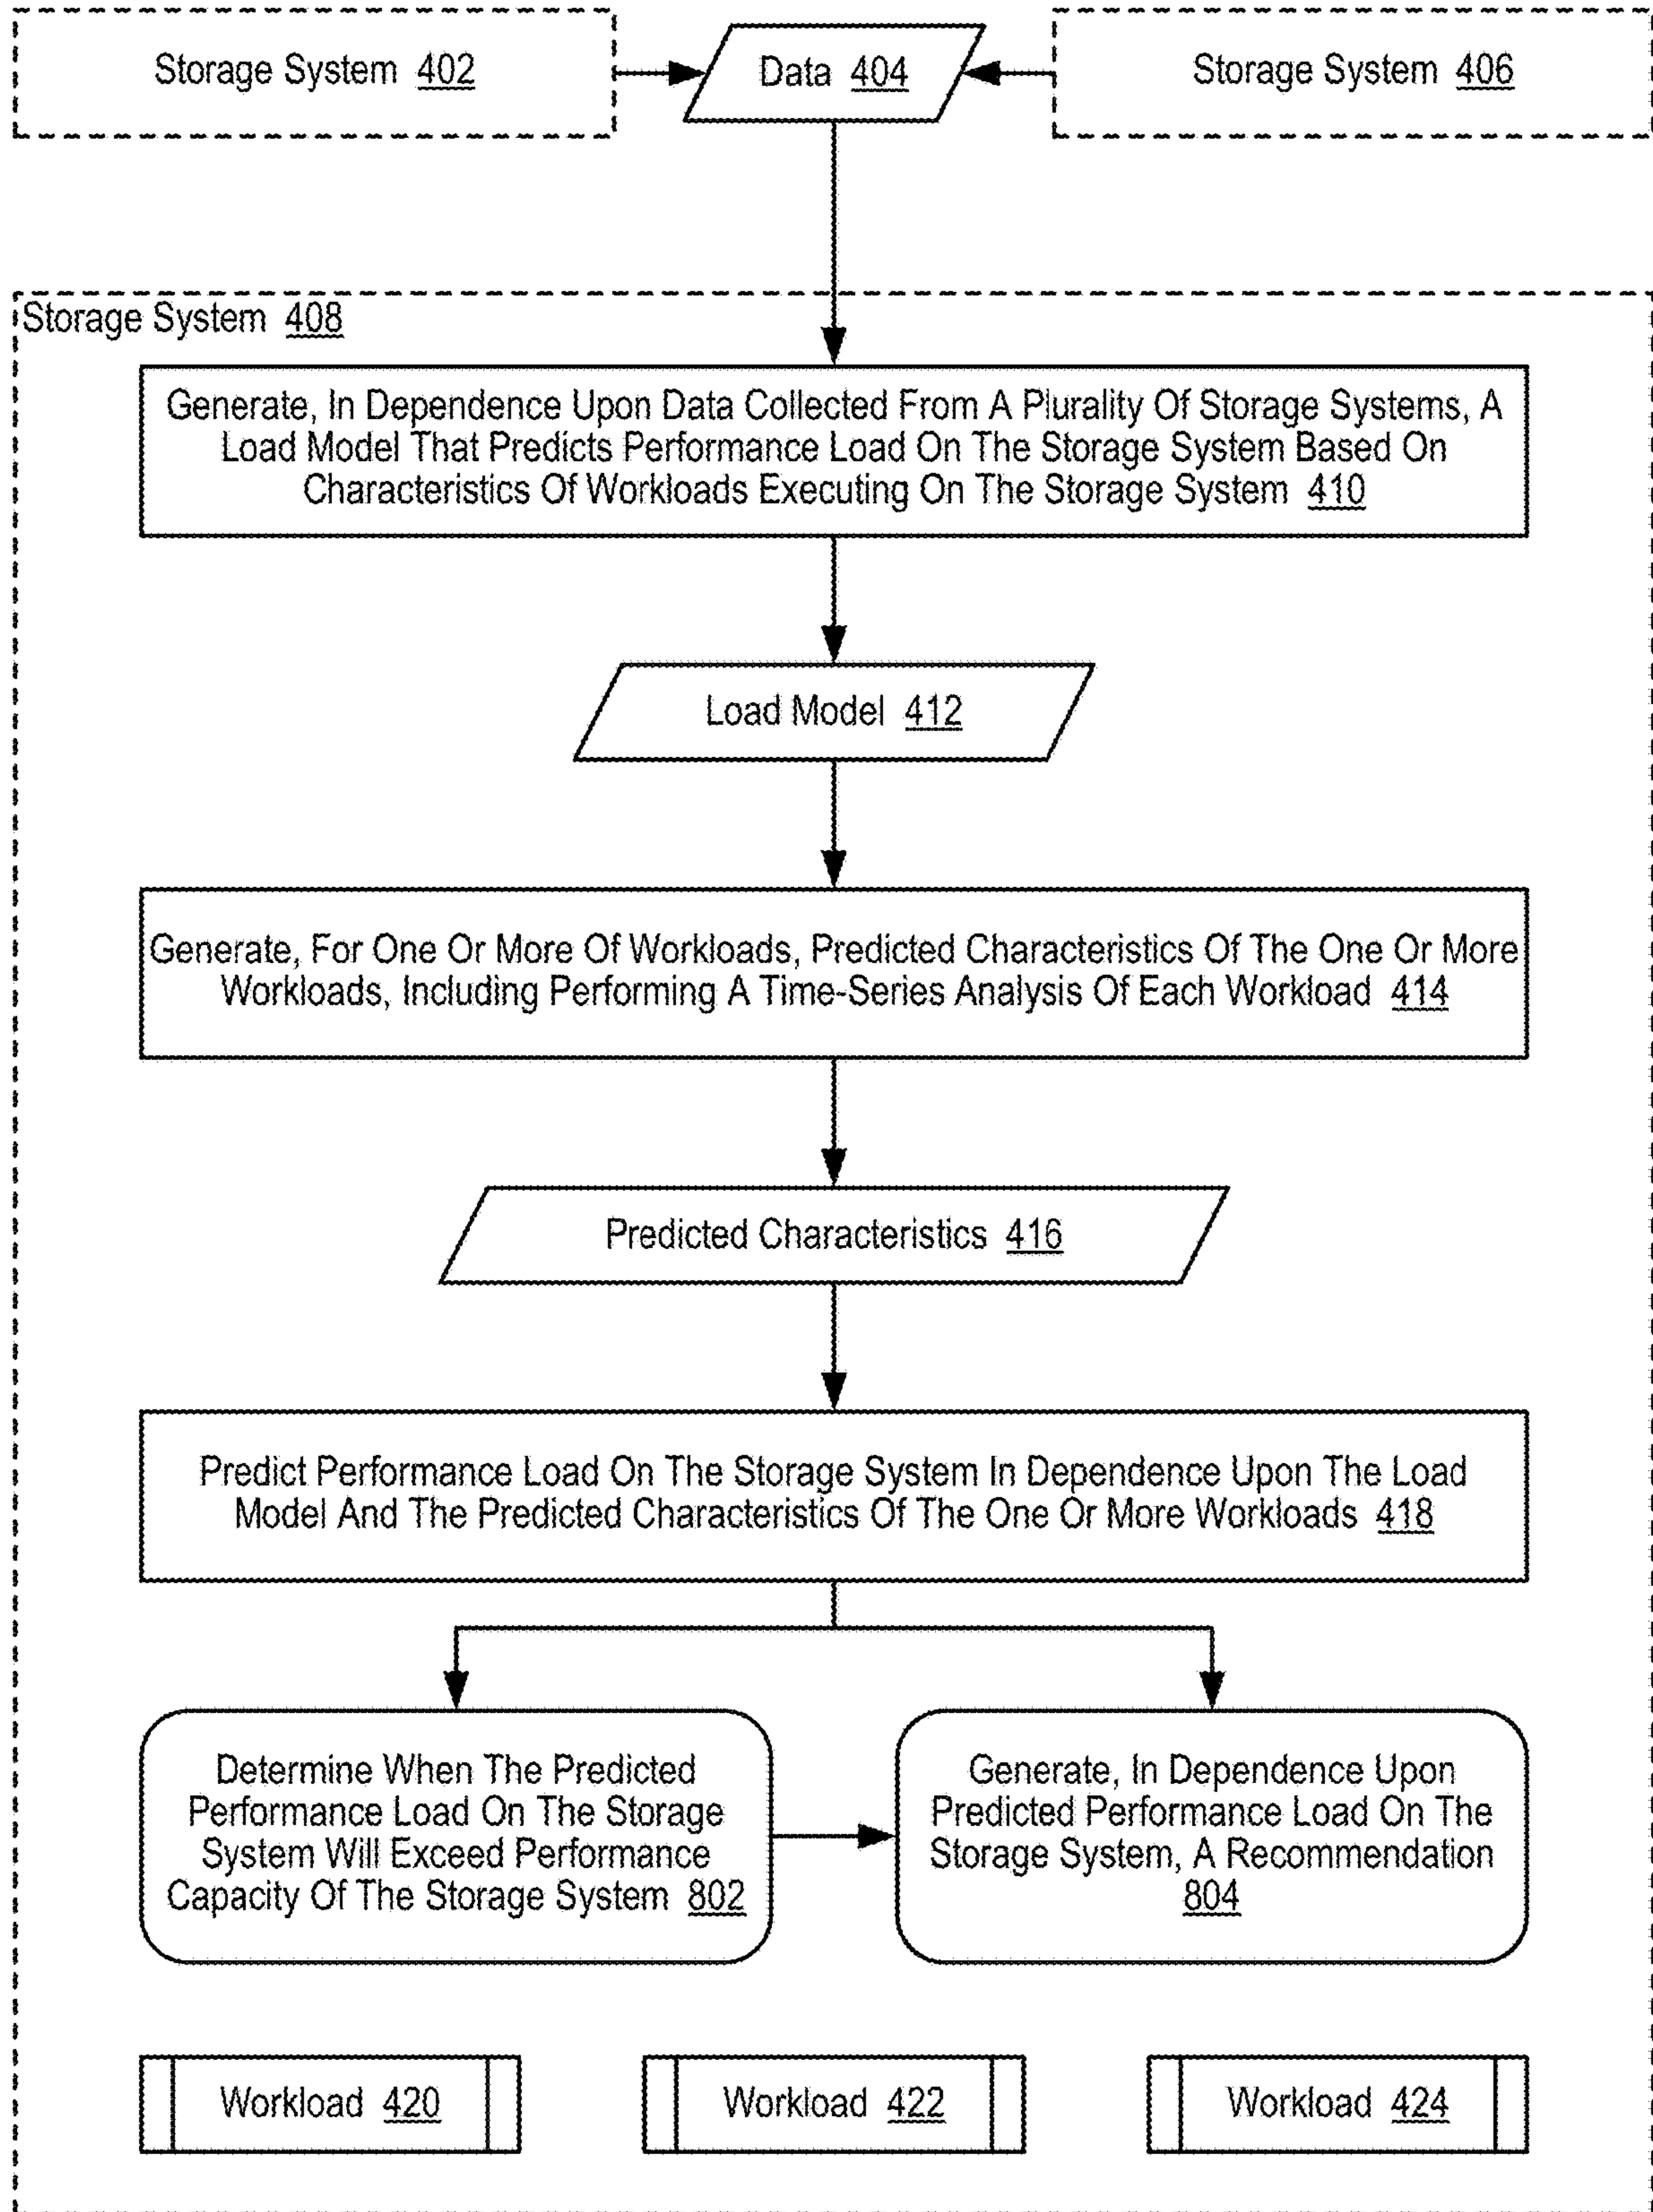 Storage System 402
Data 404
Storage System 406
Storage System 408
Generate, In Dependence Upon Data Collected From A Plurality Of Storage Systems, A
Load Model That Predicts Performance Load On The Storage System Based On
Characteristics Of Workloads Executing On The Storage System 410
Load Model 412
Generate, For One Or More Of Workloads, Predicted Characteristics Of The One Or More
Workloads, Including Performing A Time-Series Analysis Of Each Workload 414
Predicted Characteristics 416
Predict Performance Load On The Storage System In Dependence Upon The Load
Model And The Predicted Characteristics Of The One Or More Workloads 418
Determine When The Predicted
Performance Load On The Storage
System Will Exceed Performance
Capacity Of The Storage System 802
Generate, In Dependence Upon
Predicted Performance Load On The
Storage System, A Recommendation
804
Workload 420
Workload 422
Workload 424